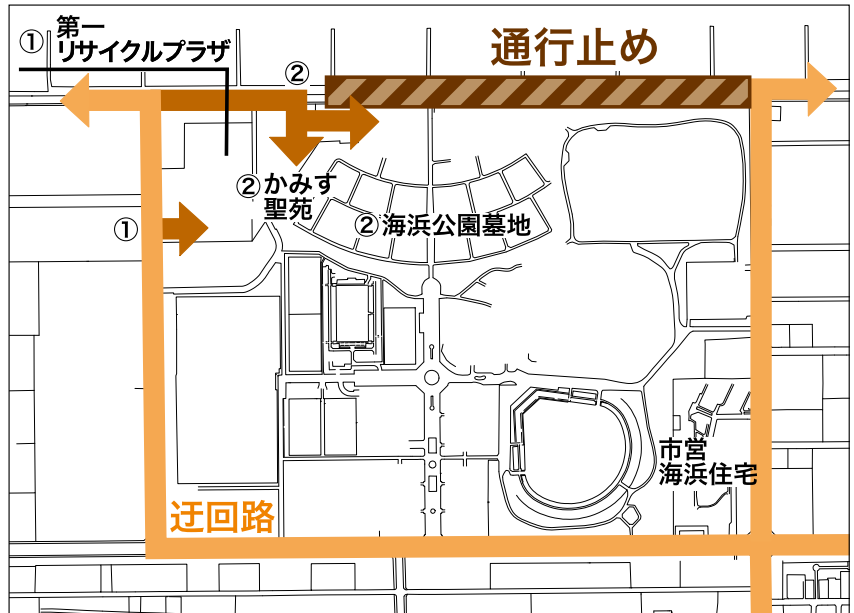 第一
① リサイクルプラザ
②
通行止め
② かみす
聖苑
①
② 海浜公園墓地
市営
海浜住宅
迂回路